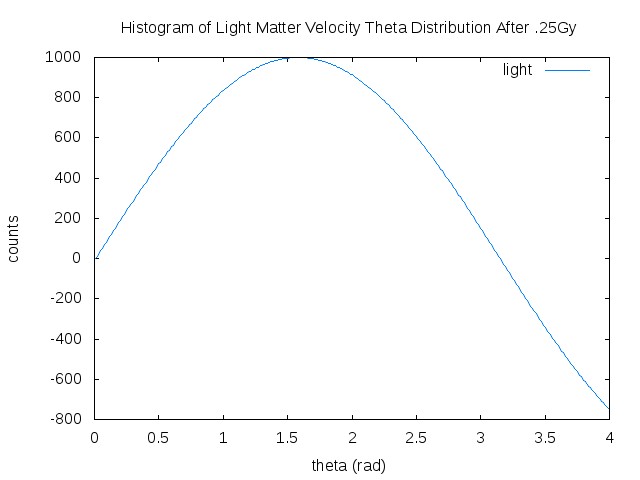 Histogram of Light Matter Velocity Theta Distribution After .25Gy
light
1000
800
600
400
200
0
-200
-400
-600
-800
counts
0 0.5 1 1.5 2 2.5 3 3.5 4
theta (rad)